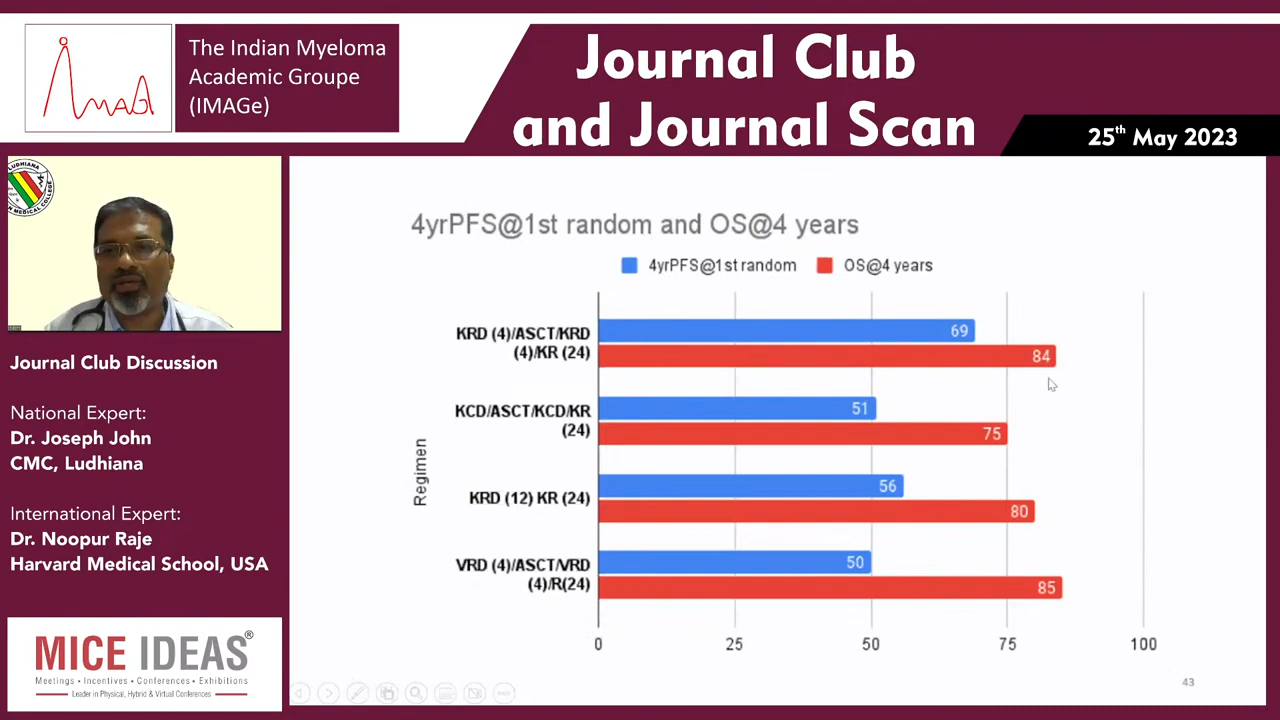 The Indian Myeloma
Academic Groupe
(IMAGe)
Journal Club
and Journal Scan
25th May 2023
LUDHIANA
MEDICAL COLLEGE
Journal Club Discussion
National Expert:
Dr. Joseph John
CMC, Ludhiana
International Expert:
Dr. Noopur Raje
Harvard Medical School, USA
MICE IDEAS®
Meetings • Incentives • Conferences • Exhibitions
Leader in Physical, Hybrid & Virtual Conferences
4yrPFS@1st random and OS@4 years
4yrPFS@1st random OS@4 years
Regimen
KRD (4)/ASCT/KRD
(4)/KR (24)
69
84
KCD/ASCT/KCD/KR
(24)
51
75
KRD (12) KR (24)
56
80
VRD (4)/ASCT/VRD
(4)/R(24)
50
85
0 25 50 75 100
43